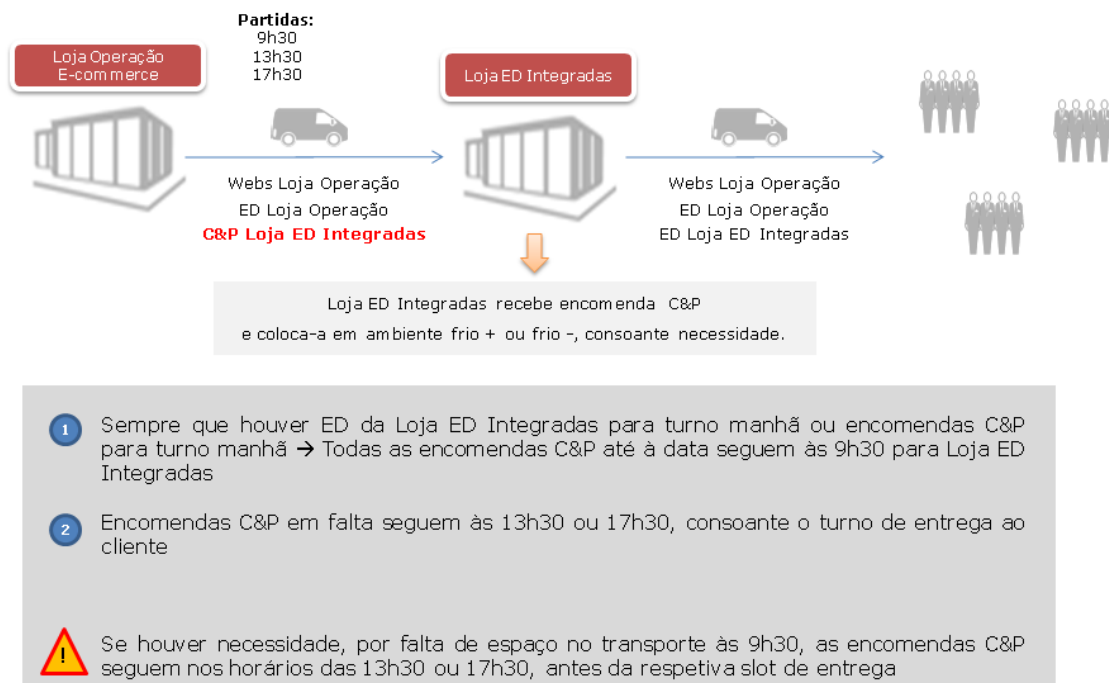 Partidas:
9h30
13h30
17h30
Loja Operação
E-commerce
Loja ED Integradas
Webs Loja Operação
ED Loja Operação
C&P Loja ED Integradas
Webs Loja Operação
ED Loja Operação
ED Loja ED Integradas
Loja ED Integradas recebe encomenda C&P
e coloca-a em ambiente frio + ou frio -, consoante necessidade.
1 Sempre que houver ED da Loja ED Integradas para turno manhã ou encomendas C&P
para turno manhã → Todas as encomendas C&P até à data seguem às 9h30 para Loja ED
Integradas
2 Encomendas C&P em falta seguem às 13h30 ou 17h30, consoante o turno de entrega ao
cliente
! Se houver necessidade, por falta de espaço no transporte às 9h30, as encomendas C&P
seguem nos horários das 13h30 ou 17h30, antes da respetiva slot de entrega